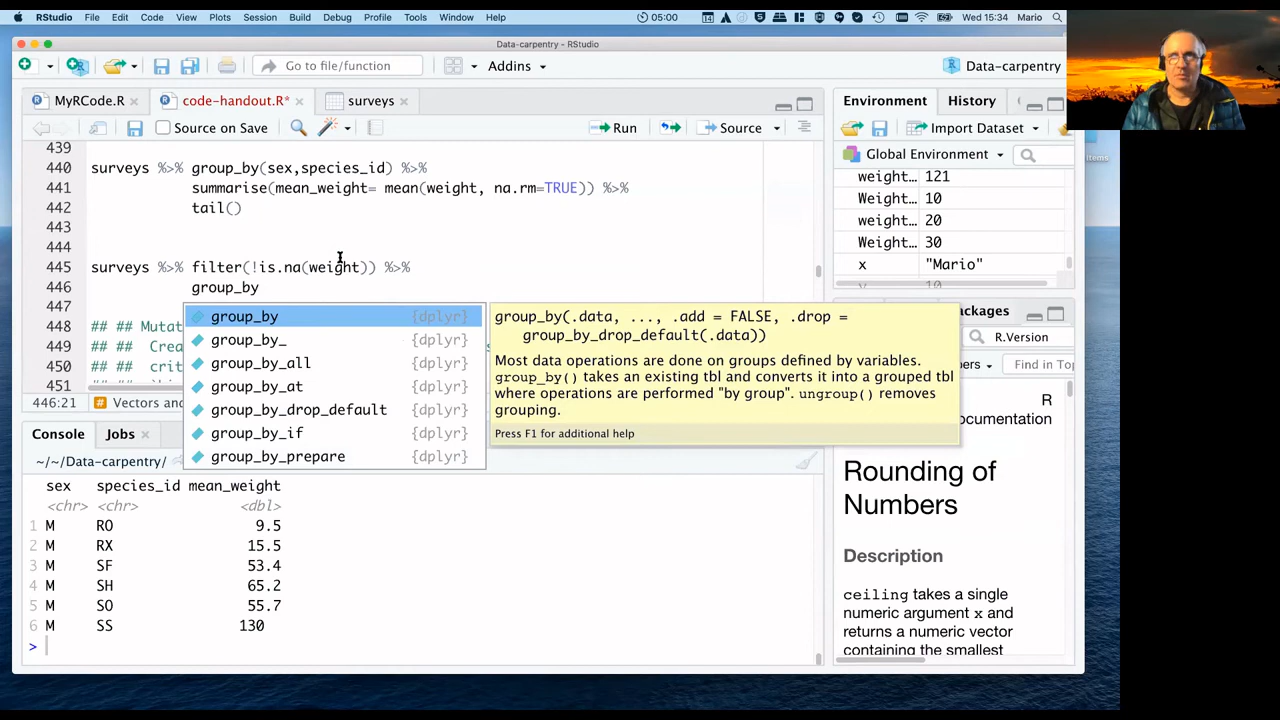 RStudio File Edit Code View Plots Session Build Debug Profile Tools Window Help 05:00 14 Wed 15:34 Mario
Data-carpentry - RStudio
Go to file/function Addins Data-carpentry
MyRCode.R code-handout.R* surveys
Source on Save Run Source
439
440 surveys %>% group_by(sex,species_id) %>%
441 summarise(mean_weight= mean(weight, na.rm=TRUE)) %>%
442 tail()
443
444
445 surveys %>% filter(!is.na(weight)) %>%
446 group_by
447
448 ## ## Mutat
449 ## ## Crea
450 ## ## crit
451
446:21 # Vectors and
group_by {dplyr}
group_by_ {dplyr}
group_by_all {dplyr}
group_by_at {dplyr}
group_by_drop_default {dplyr}
group_by_if {dplyr}
group_by_prepare {dplyr}
group_by(.data, ..., .add = FALSE, .drop =
group_by_drop_default(.data))
Most data operations are done on groups defined by variables.
group_by() takes an existing tbl and converts it into a grouped tbl
where operations are performed "by group". ungroup() removes
grouping.
Press F1 for additional help
Console Jobs
~/~/Data-carpentry/
sex species_id mean_weight
<chr> <chr> <dbl>
1 M RO 9.5
2 M RX 15.5
3 M SF 53.4
4 M SH 65.2
5 M SO 55.7
6 M SS 130
>
Environment History
Import Dataset
Global Environment
weight… 121
Weight… 10
weight… 20
Weight… 30
x "Mario"
ackages
R.Version
Find in To
R
ocumentation
Rounding of
Numbers
Description
ceiling takes a single
numeric argument x and
returns a numeric vector
containing the smallest
items